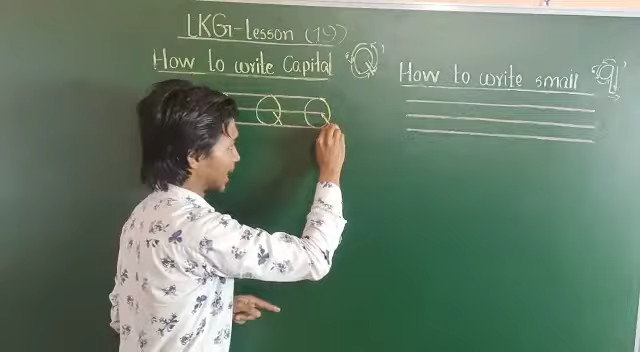 LKG-Lesson (19)
How to write Capital 'Q'
Q Q
How to write small 'q'